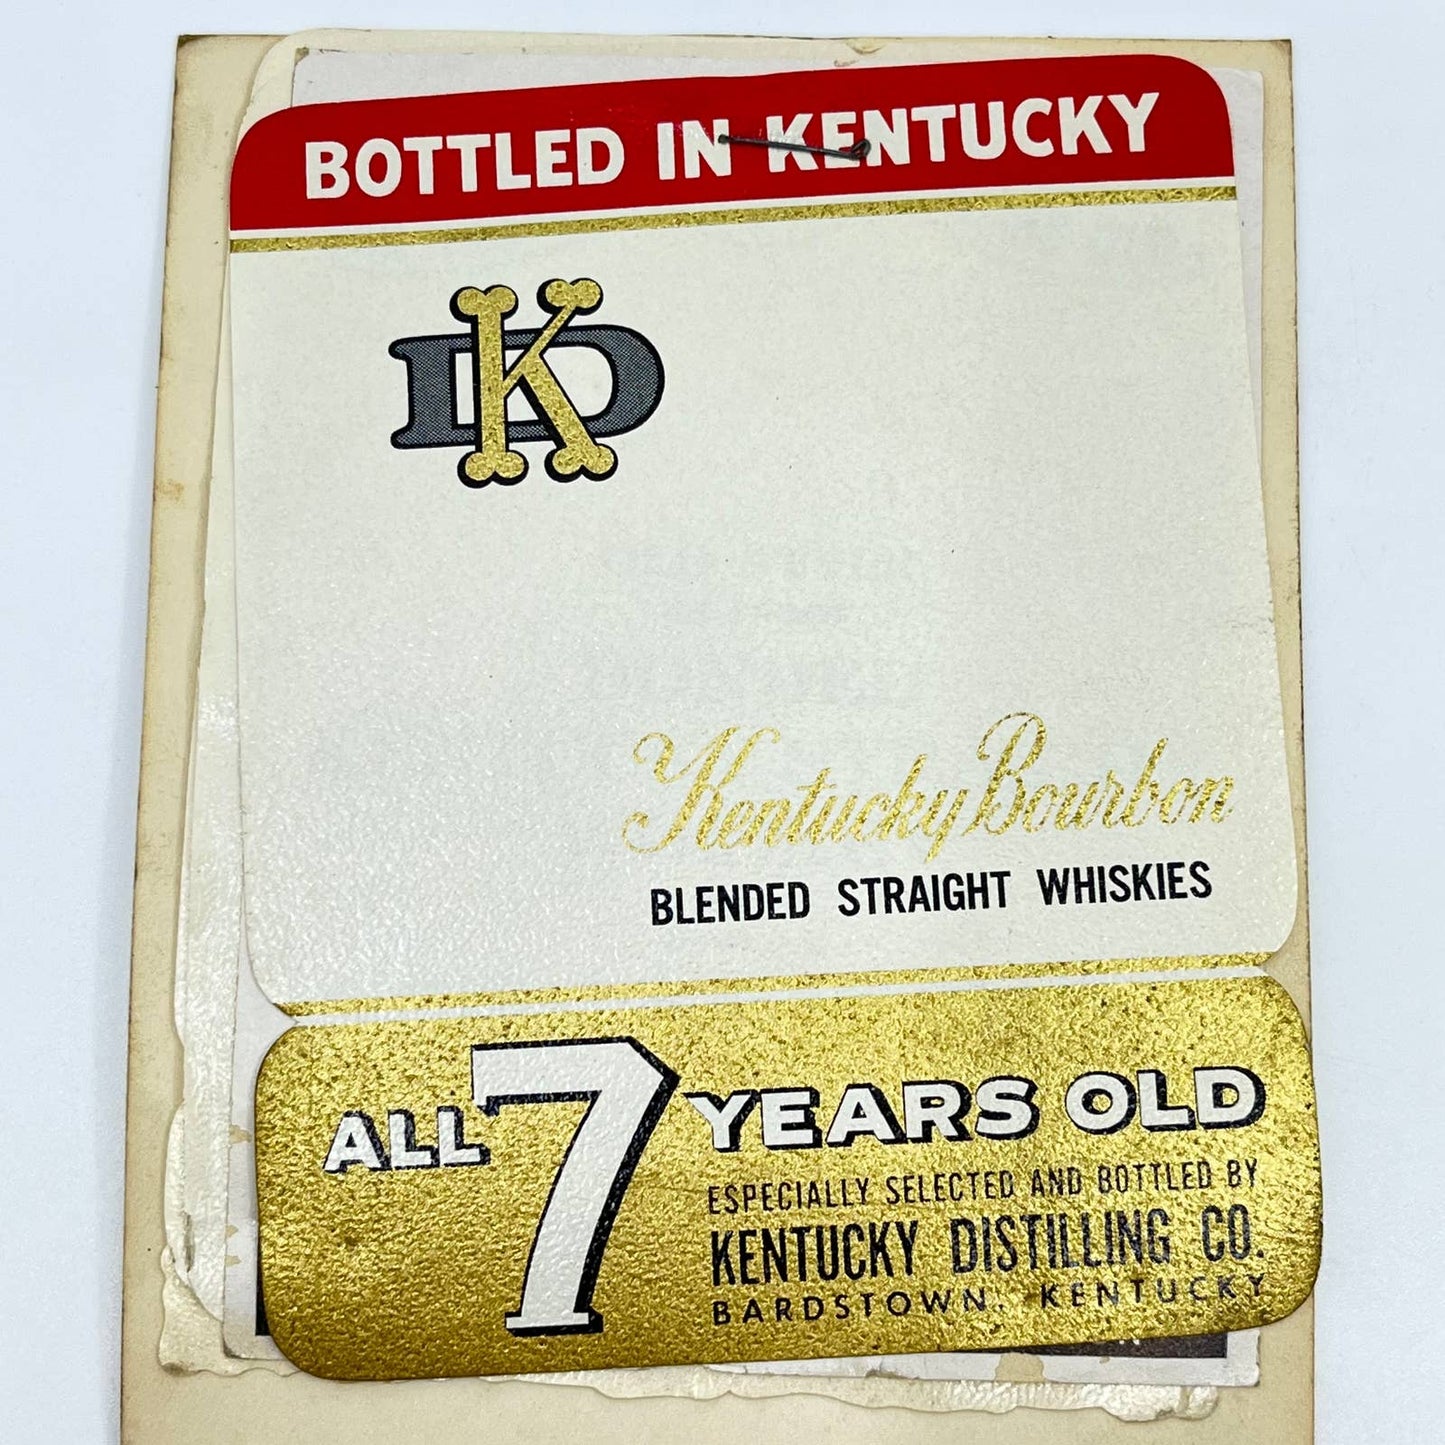 BOTTLED IN KENTUCKY
KD
Kentucky Bourbon
BLENDED STRAIGHT WHISKIES
ALL 7 YEARS OLD
ESPECIALLY SELECTED AND BOTTLED BY
KENTUCKY DISTILLING CO.
BARDSTOWN, KENTUCKY